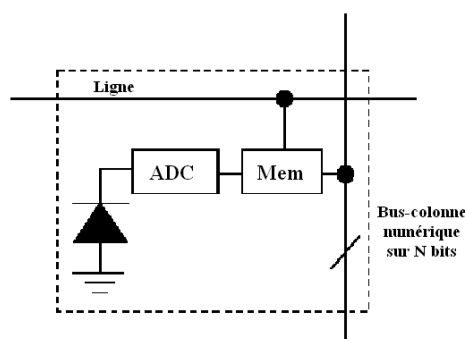 Ligne
ADC
Mem
Bus-colonne
numérique
sur N bits